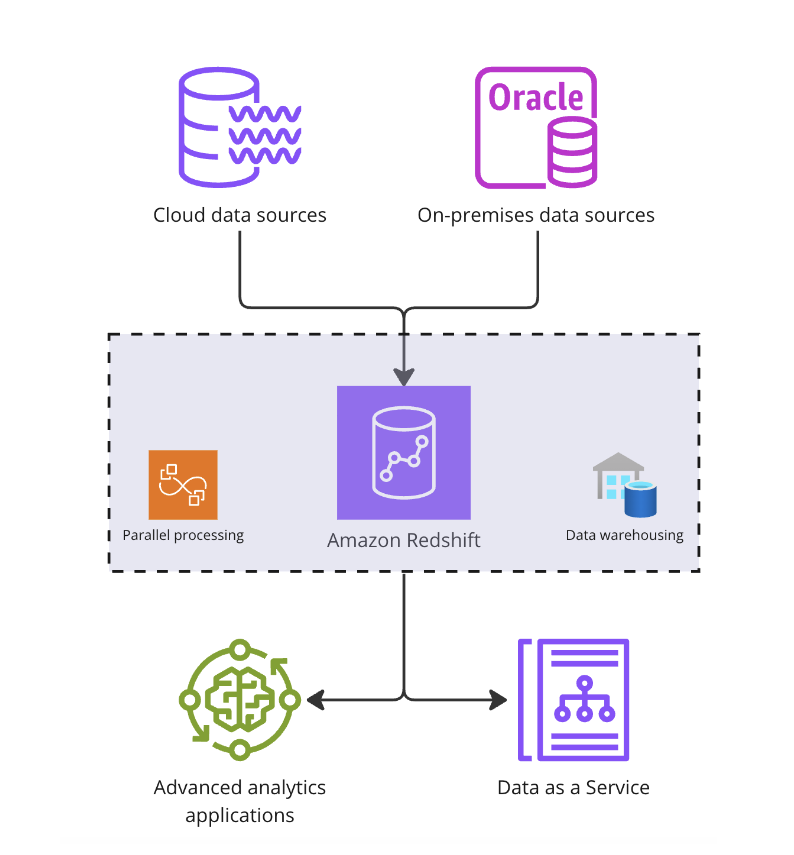 Oracle
Cloud data sources
On-premises data sources
Parallel processing
Amazon Redshift
Data warehousing
Advanced analytics
applications
Data as a Service